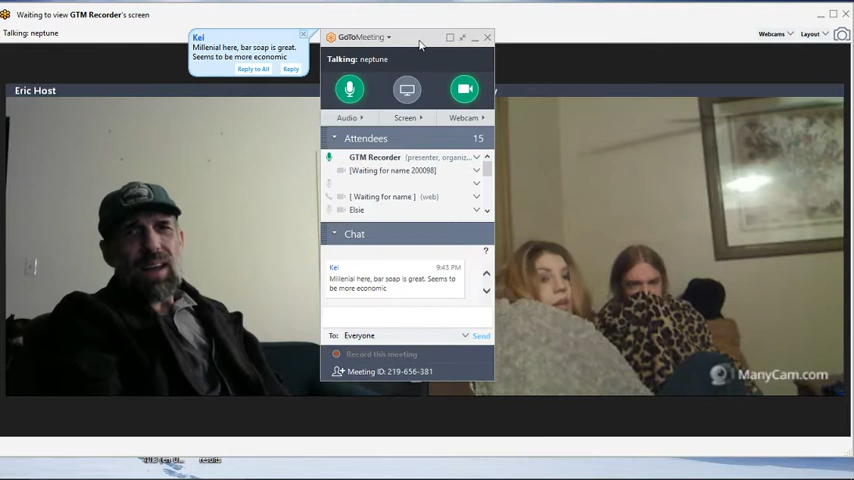 Waiting to view GTM Recorder's screen
Talking: neptune
Webcams
Layout
Kei
Millenial here, bar soap is great.
Seems to be more economic
Reply to All Reply
GoToMeeting
Talking: neptune
Audio Screen Webcam
Attendees 15
GTM Recorder (presenter, organiz...
[Waiting for name 200098]
[ Waiting for name ] (web)
Elsie
Chat
?
Kei 9:43 PM
Millenial here, bar soap is great. Seems to
be more economic
To: Everyone Send
Record this meeting
Meeting ID: 219-656-381
Eric Host
ManyCam.com
results